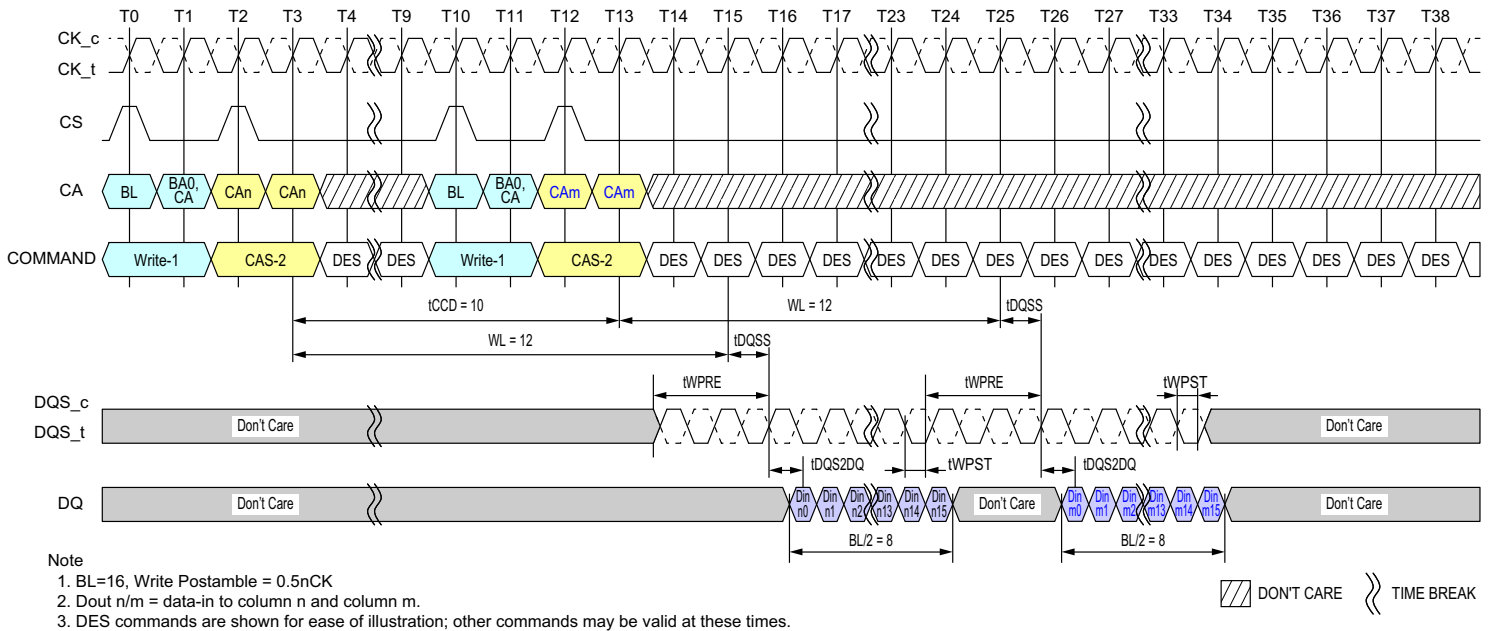 T0 T1 T2 T3 T4 T9 T10 T11 T12 T13 T14 T15 T16 T17 T23 T24 T25 T26 T27 T33 T34 T35 T36 T37 T38
CK_c
CK_t
CS
CA BL BA0, CA CAn CAn BL BA0, CA CAm CAm
COMMAND Write-1 CAS-2 DES DES Write-1 CAS-2 DES DES DES DES DES DES DES DES DES DES DES DES DES DES DES
tCCD = 10 WL = 12 tDQSS
WL = 12 tDQSS
tWPRE tWPRE tWPST
DQS_c
DQS_t Don't Care Don't Care
tDQS2DQ tWPST tDQS2DQ
DQ Don't Care Din n0 Din n1 Din n2 Din n13 Din n14 Din n15 Don't Care Din m0 Din m1 Din m2 Din m13 Din m14 Din m15 Don't Care
BL/2 = 8 BL/2 = 8
Note
1. BL=16, Write Postamble = 0.5nCK
2. Dout n/m = data-in to column n and column m.
3. DES commands are shown for ease of illustration; other commands may be valid at these times.
DON'T CARE TIME BREAK